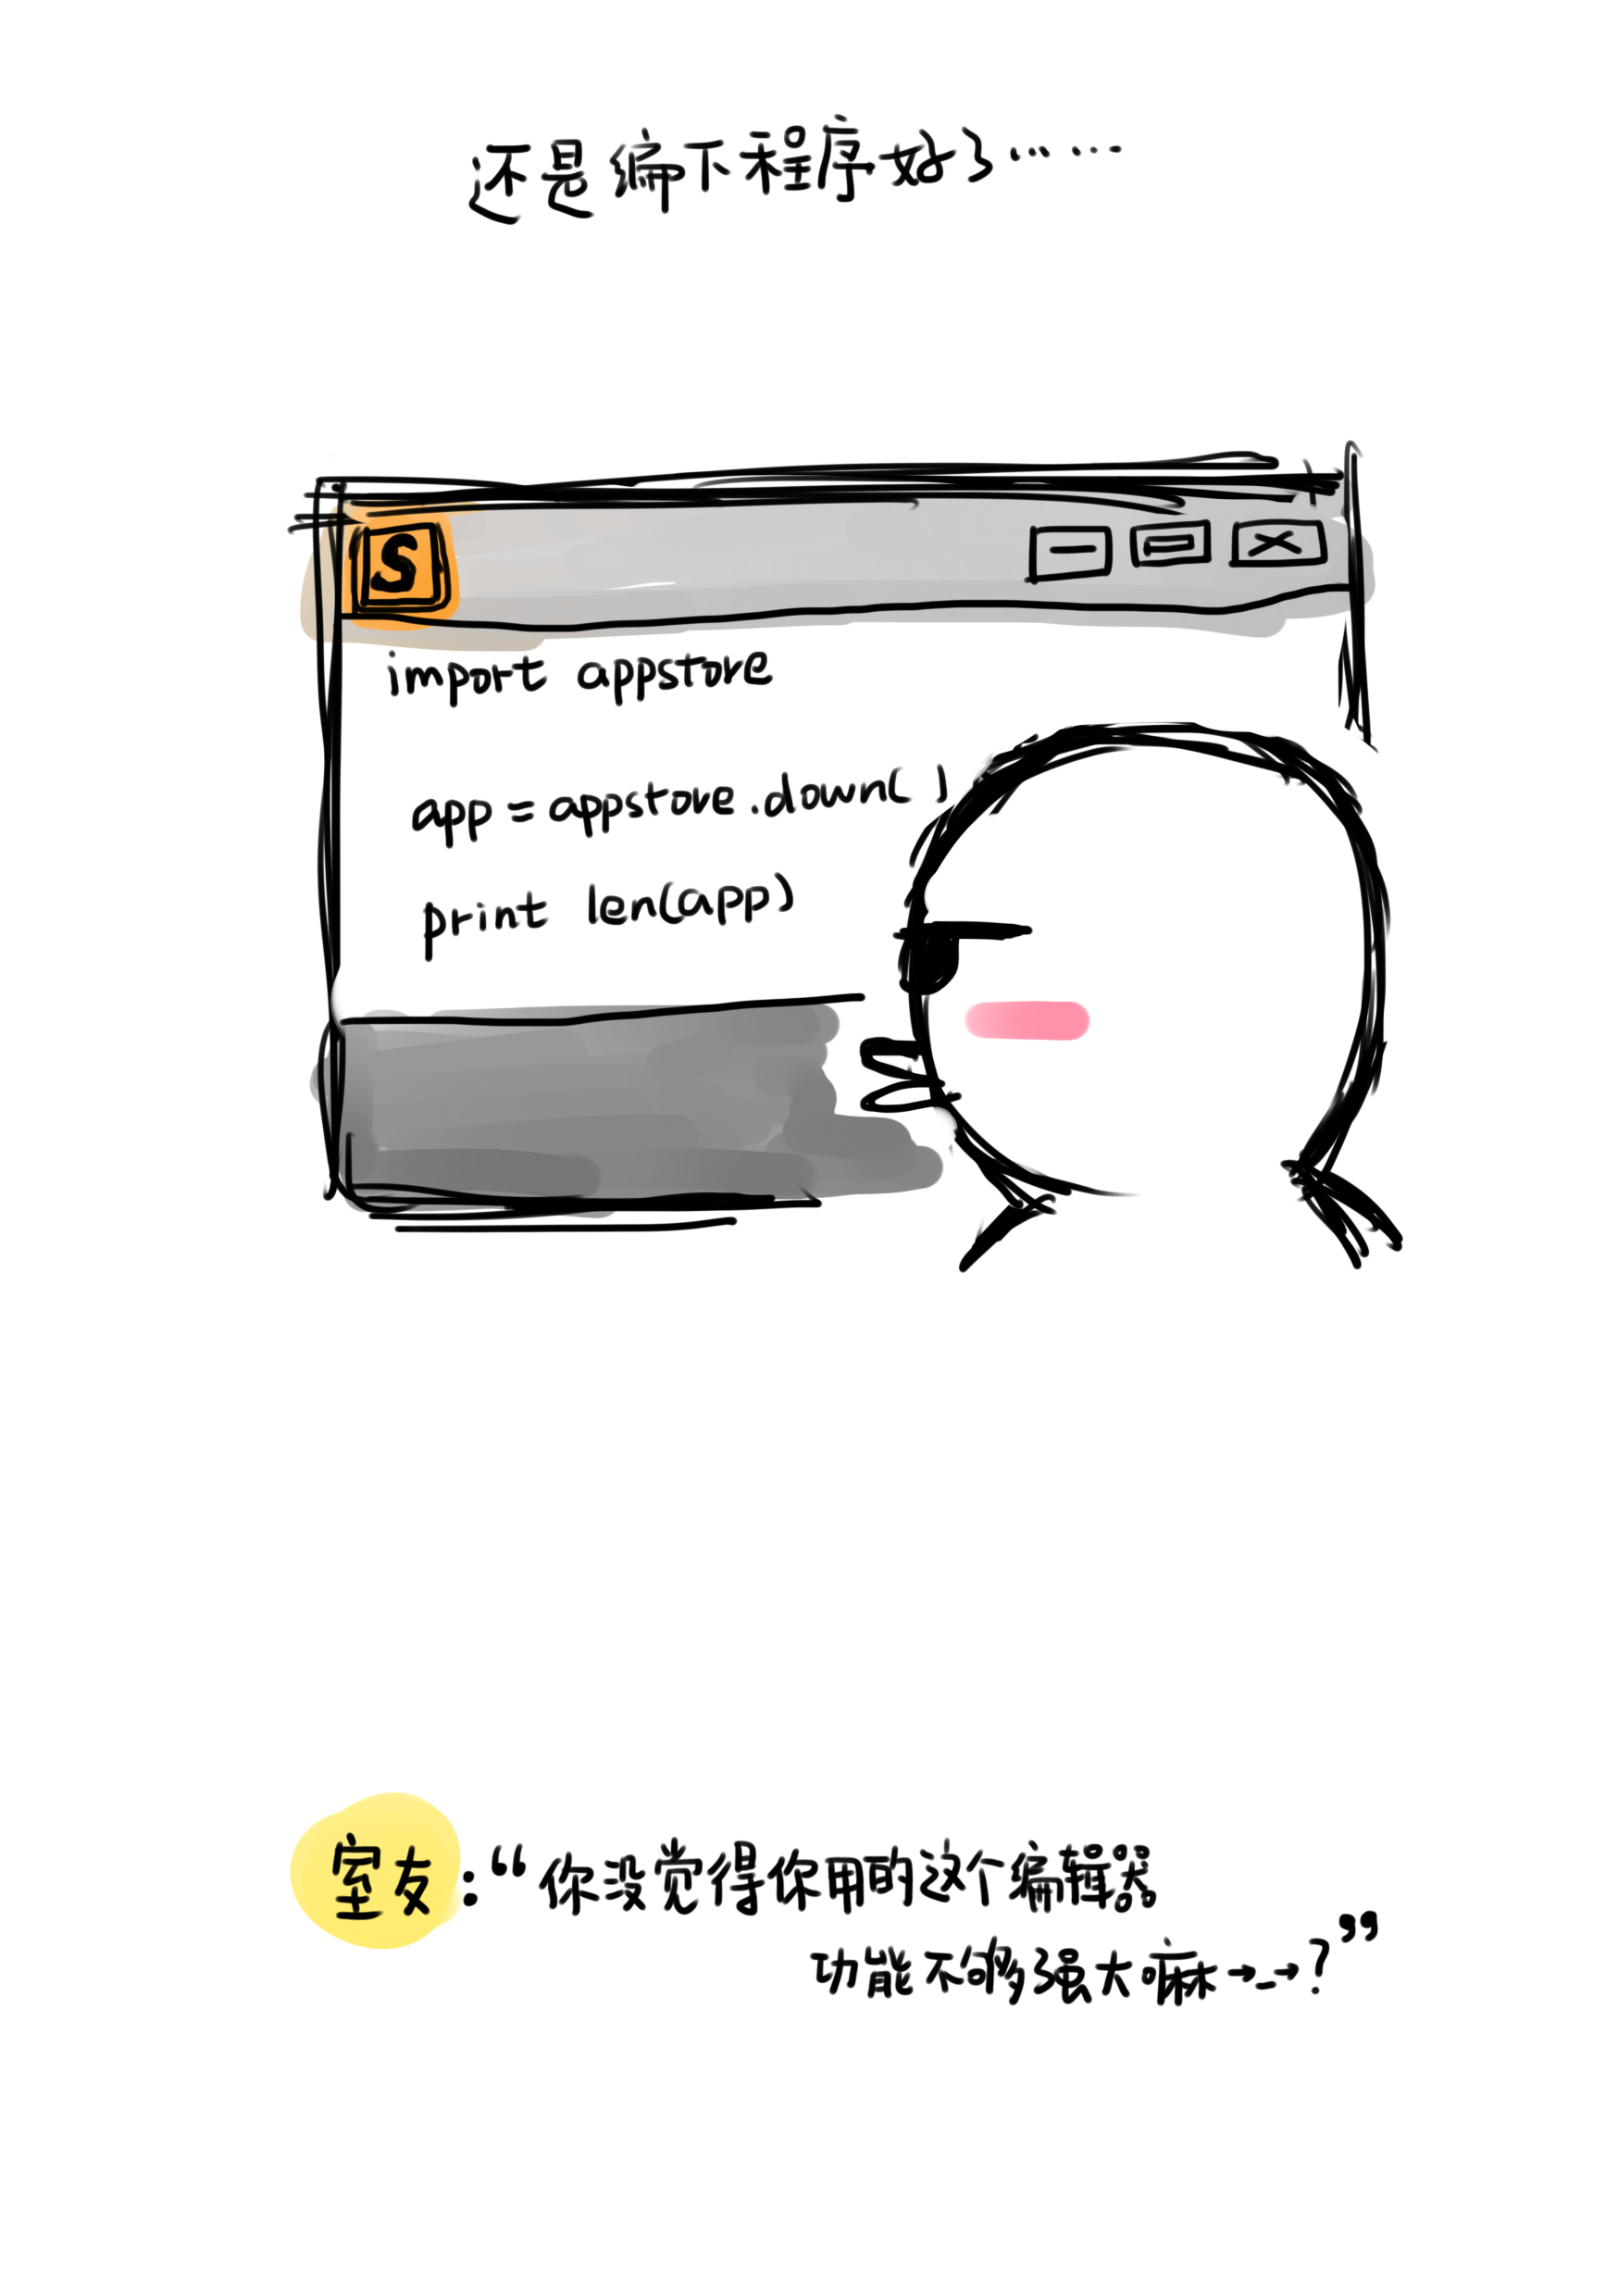 还是编下程序好了……
S
import appstore
app = appstore.down( )
print len(app)
室友:“你没觉得你用的这个编辑器
功能不够强大嘛→_→?”